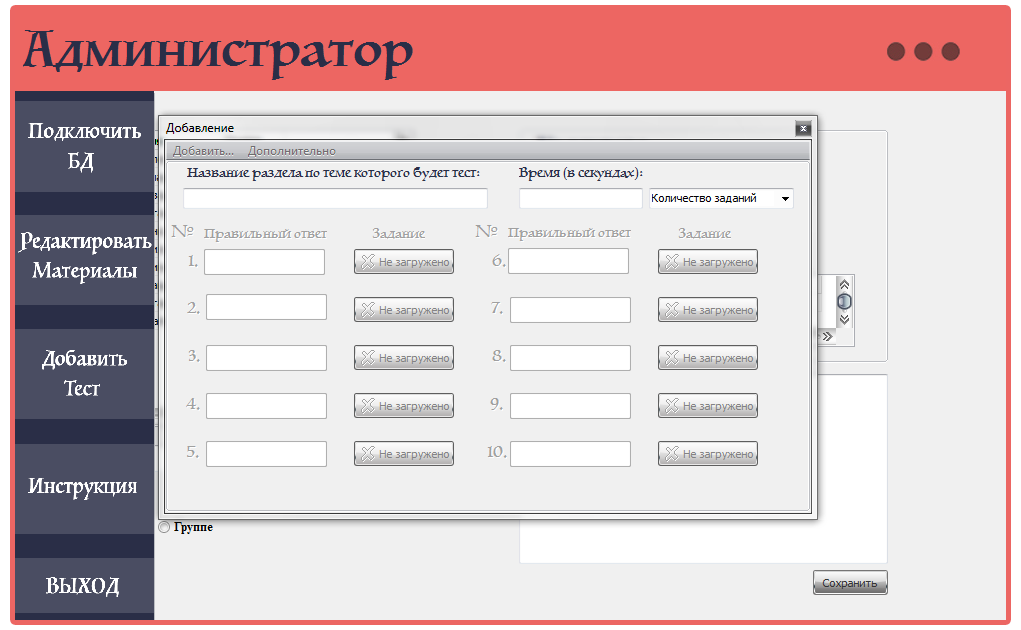 Администратор
Подключить
БД
Редактировать
Материалы
Добавить
Тест
Инструкция
ВЫХОД
Добавление
Добавить... Дополнительно
Название раздела по теме которого будет тест: Время (в секундах):
Количество заданий
№ Правильный ответ Задание № Правильный ответ Задание
1. Не загружено 6. Не загружено
2. Не загружено 7. Не загружено
3. Не загружено 8. Не загружено
4. Не загружено 9. Не загружено
5. Не загружено 10. Не загружено
Группе
Сохранить